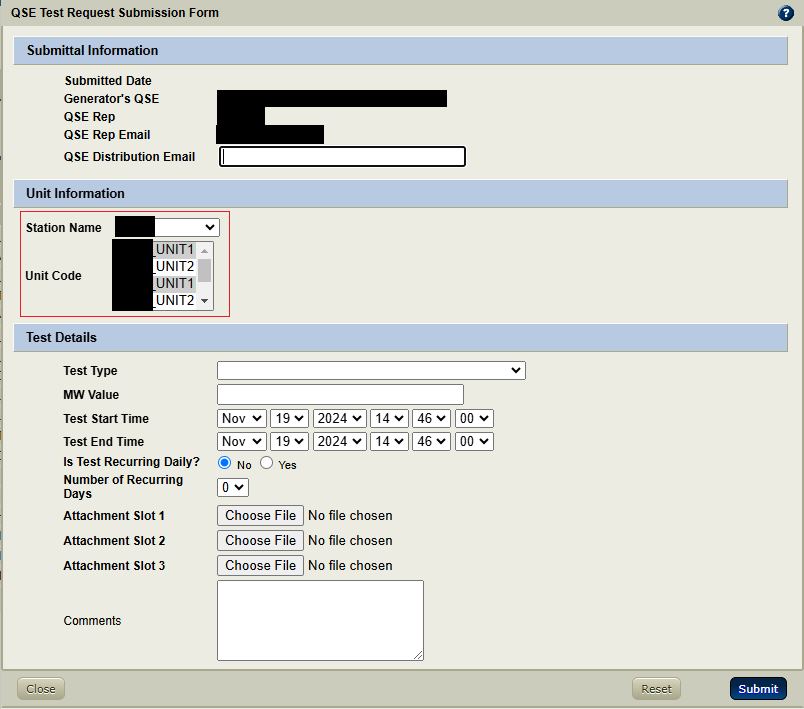 QSE Test Request Submission Form
?
Submittal Information
Submitted Date
Generator's QSE
QSE Rep
QSE Rep Email
QSE Distribution Email
Unit Information
Station Name
Unit Code
_UNIT1
_UNIT2
_UNIT1
_UNIT2
Test Details
Test Type
MW Value
Test Start Time Nov 19 2024 14 46 00
Test End Time Nov 19 2024 14 46 00
Is Test Recurring Daily? No Yes
Number of Recurring
Days
0
Attachment Slot 1 Choose File No file chosen
Attachment Slot 2 Choose File No file chosen
Attachment Slot 3 Choose File No file chosen
Comments
Close Reset Submit